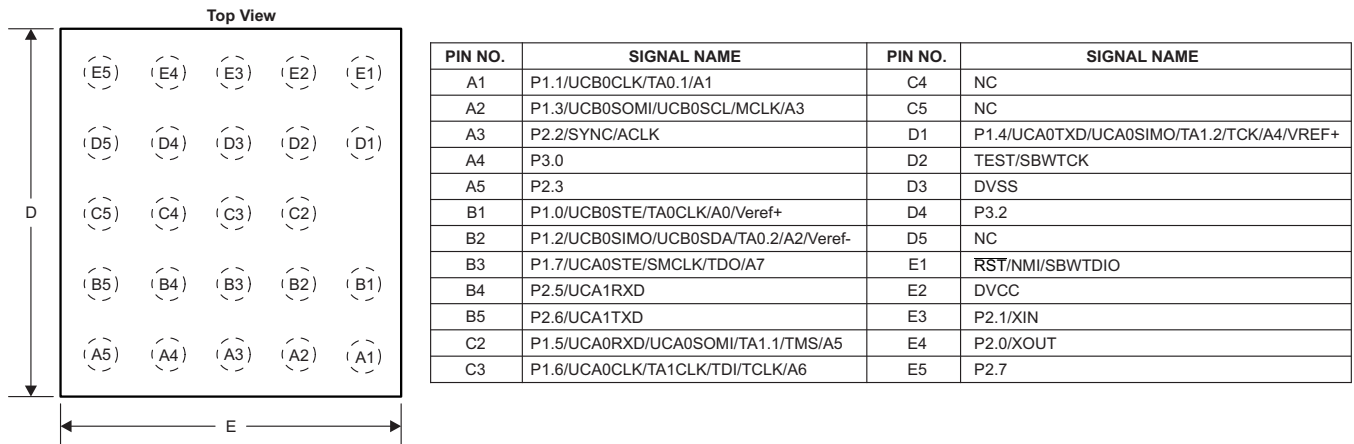 Top View
E5 E4 E3 E2 E1
D5 D4 D3 D2 D1
D
C5 C4 C3 C2
B5 B4 B3 B2 B1
A5 A4 A3 A2 A1
E
PIN NO. SIGNAL NAME PIN NO. SIGNAL NAME
A1 P1.1/UCB0CLK/TA0.1/A1 C4 NC
A2 P1.3/UCB0SOMI/UCB0SCL/MCLK/A3 C5 NC
A3 P2.2/SYNC/ACLK D1 P1.4/UCA0TXD/UCA0SIMO/TA1.2/TCK/A4/VREF+
A4 P3.0 D2 TEST/SBWTCK
A5 P2.3 D3 DVSS
B1 P1.0/UCB0STE/TA0CLK/A0/Veref+ D4 P3.2
B2 P1.2/UCB0SIMO/UCB0SDA/TA0.2/A2/Veref- D5 NC
B3 P1.7/UCA0STE/SMCLK/TDO/A7 E1 RST/NMI/SBWTDIO
B4 P2.5/UCA1RXD E2 DVCC
B5 P2.6/UCA1TXD E3 P2.1/XIN
C2 P1.5/UCA0RXD/UCA0SOMI/TA1.1/TMS/A5 E4 P2.0/XOUT
C3 P1.6/UCA0CLK/TA1CLK/TDI/TCLK/A6 E5 P2.7